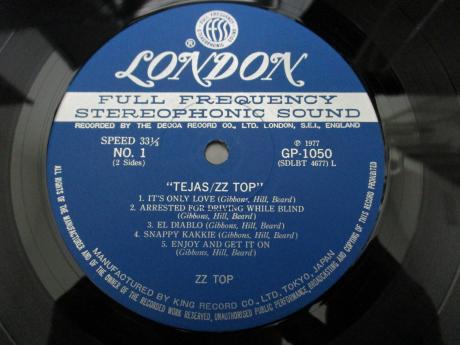 FULL FREQUENCY STEREOPHONIC SOUND
ffss
® LONDON
FULL FREQUENCY
STEREOPHONIC SOUND
RECORDED BY THE DECCA RECORD CO., LTD. LONDON, S.E.I., ENGLAND
SPEED 33⅓
NO. 1
(2 Sides)
℗ 1977
GP-1050
(SDLBT 4677) L
"TEJAS/ZZ TOP"
1. IT'S ONLY LOVE (Gibbons, Hill, Beard)
2. ARRESTED FOR DRIVING WHILE BLIND
(Gibbons, Hill, Beard)
3. EL DIABLO (Gibbons, Hill, Beard)
4. SNAPPY KAKKIE (Gibbons, Hill, Beard)
5. ENJOY AND GET IT ON
(Gibbons, Hill, Beard)
ZZ TOP
MANUFACTURED BY KING RECORD CO., LTD. TOKYO, JAPAN
ALL RIGHTS OF THE MANUFACTURER AND OF THE OWNER OF THE RECORDED WORK RESERVED, UNAUTHORISED PUBLIC PERFORMANCE, BROADCASTING AND COPYING OF THIS RECORD PROHIBITED